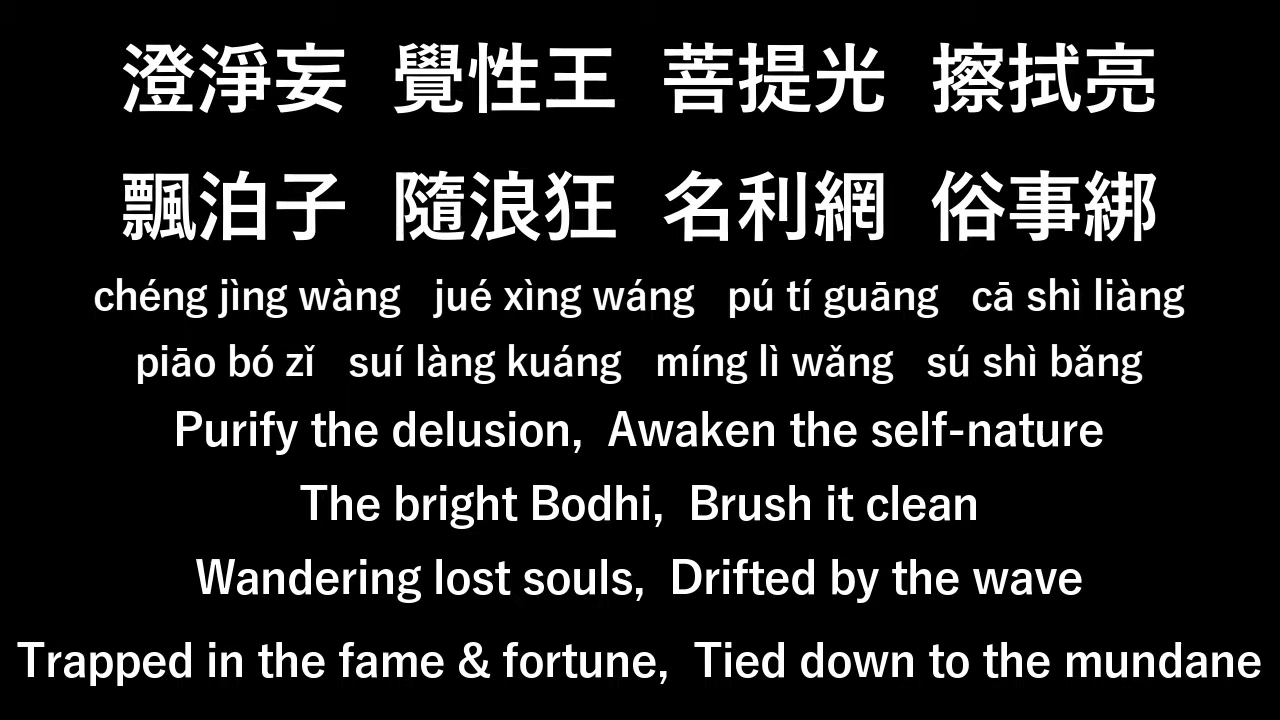 澄淨妄 覺性王 菩提光 擦拭亮
飄泊子 隨浪狂 名利網 俗事綁
chéng jìng wàng jué xìng wáng pú tí guāng cā shì liàng
piāo bó zǐ suí làng kuáng míng lì wǎng sú shì bǎng
Purify the delusion, Awaken the self-nature
The bright Bodhi, Brush it clean
Wandering lost souls, Drifted by the wave
Trapped in the fame & fortune, Tied down to the mundane